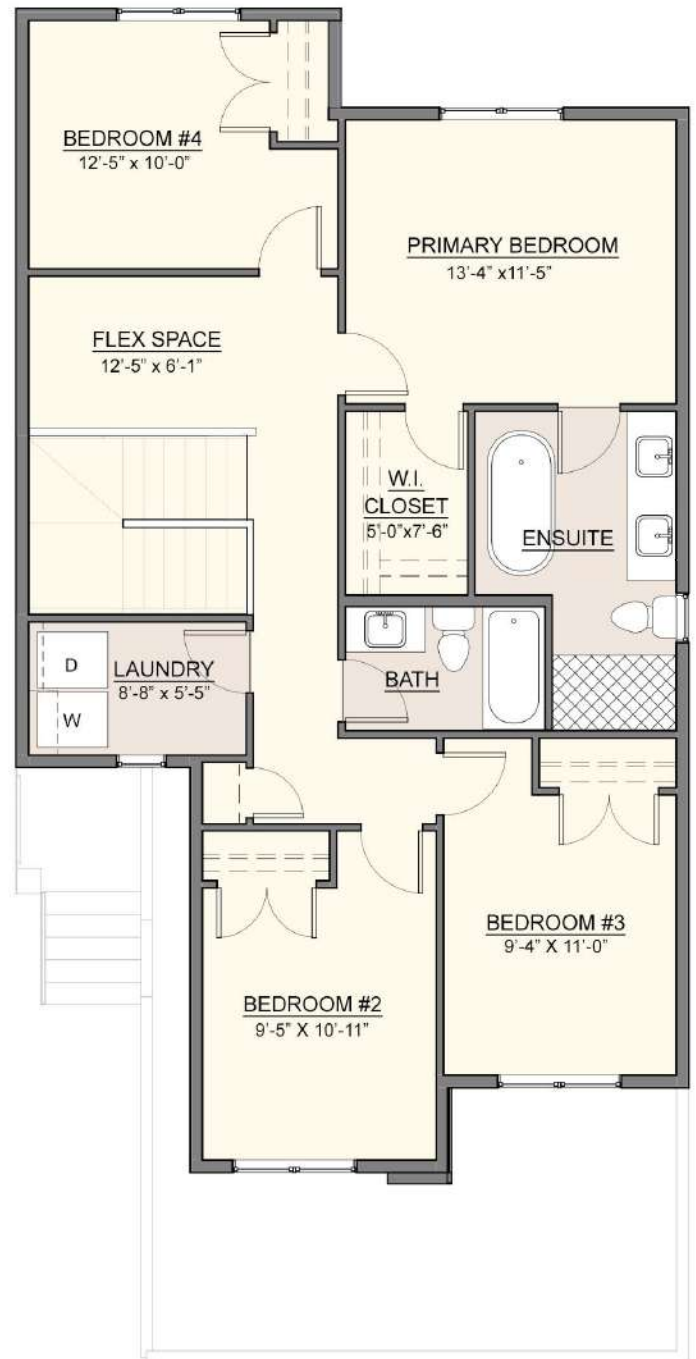 BEDROOM #4
12'-5" x 10'-0"
PRIMARY BEDROOM
13'-4" x11'-5"
FLEX SPACE
12'-5" x 6'-1"
W.I.
CLOSET
5'-0"x7'-6"
ENSUITE
D
W
LAUNDRY
8'-8" x 5'-5"
BATH
BEDROOM #3
9'-4" X 11'-0"
BEDROOM #2
9'-5" X 10'-11"